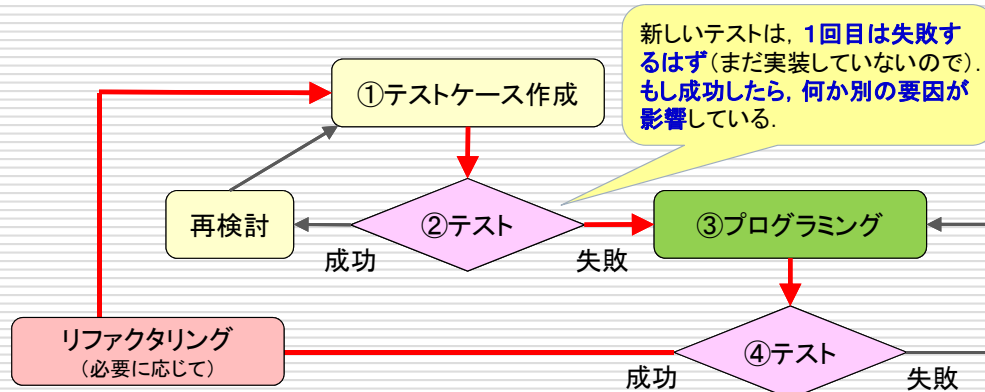 新しいテストは，1回目は失敗す
るはず(まだ実装していないので)．
もし成功したら，何か別の要因が
影響している．
①テストケース作成
再検討
②テスト
③プログラミング
成功
失敗
リファクタリング
(必要に応じて)
④テスト
成功
失敗